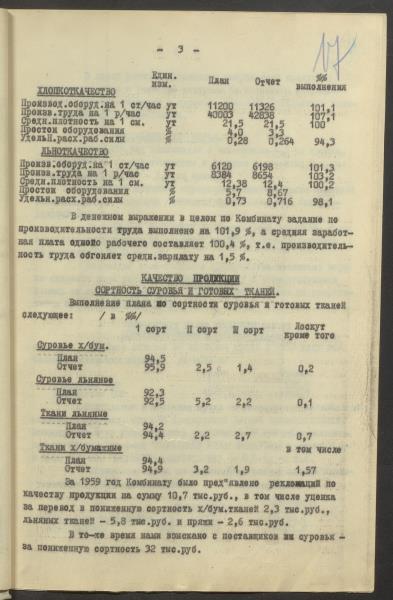 - 3 -
17
Един. изм. План Отчет %% выполнения
ХЛОПКОТКАЧЕСТВО
Производ.оборуд.на 1 ст/час ут 11200 11326 101,1
Произв.труда на 1 р/час ут 40003 42838 107,1
Средн.плотность на 1 см. ут 21,5 21,5 100
Простои оборудования % 4,0 3,3
Удельн.расх.раб.силы % 0,28 0,264 94,3
ЛЬНОТКАЧЕСТВО
Произв.оборуд.на 1 ст/час ут 6120 6198 101,3
Произв.труда на 1 р/час ут 8384 8654 103,2
Средн.плотность на 1 см. ут 12,38 12,4 100,2
Простои оборудования % 5,7 8,67
Удельн.расх.раб.силы % 0,73 0,716 98,1
В денежном выражении в целом по Комбинату задание по
производительности труда выполнено на 101,9 %, а средняя заработ-
ная плата одного рабочего составляет 100,4 %, т.е. производитель-
ность труда обгоняет средн.зарплату на 1,5 %.
КАЧЕСТВО ПРОДУКЦИИ
СОРТНОСТЬ СУРОВЬЯ И ГОТОВЫХ ТКАНЕЙ.
Выполнение плана по сортности суровья и готовых тканей
следующее: / в %%/
1 сорт II сорт III сорт Лоскут кроме того
Суровье х/бум.
План 94,5
Отчет 95,9 2,5 1,4 0,2
Суровье льняное
План 92,3
Отчет 92,5 5,2 2,2 0,1
Ткани льняные
План 94,2
Отчет 94,4 2,2 2,7 0,7
Ткани х/бумажные в том числе
План 94,4
Отчет 94,9 3,2 1,9 1,57
За 1959 год Комбинату было пред"явлено рекломаций по
качеству продукции на сумму 10,7 тыс.руб., в том числе уценка
за перевод в пониженную сортность х/бум.тканей 2,3 тыс.руб.,
льняных тканей - 5,8 тыс.руб. и пряжи - 2,6 тыс.руб.
В то-же время нами взыскано с поставщиков суровья -
за пониженную сортность 32 тыс.руб.